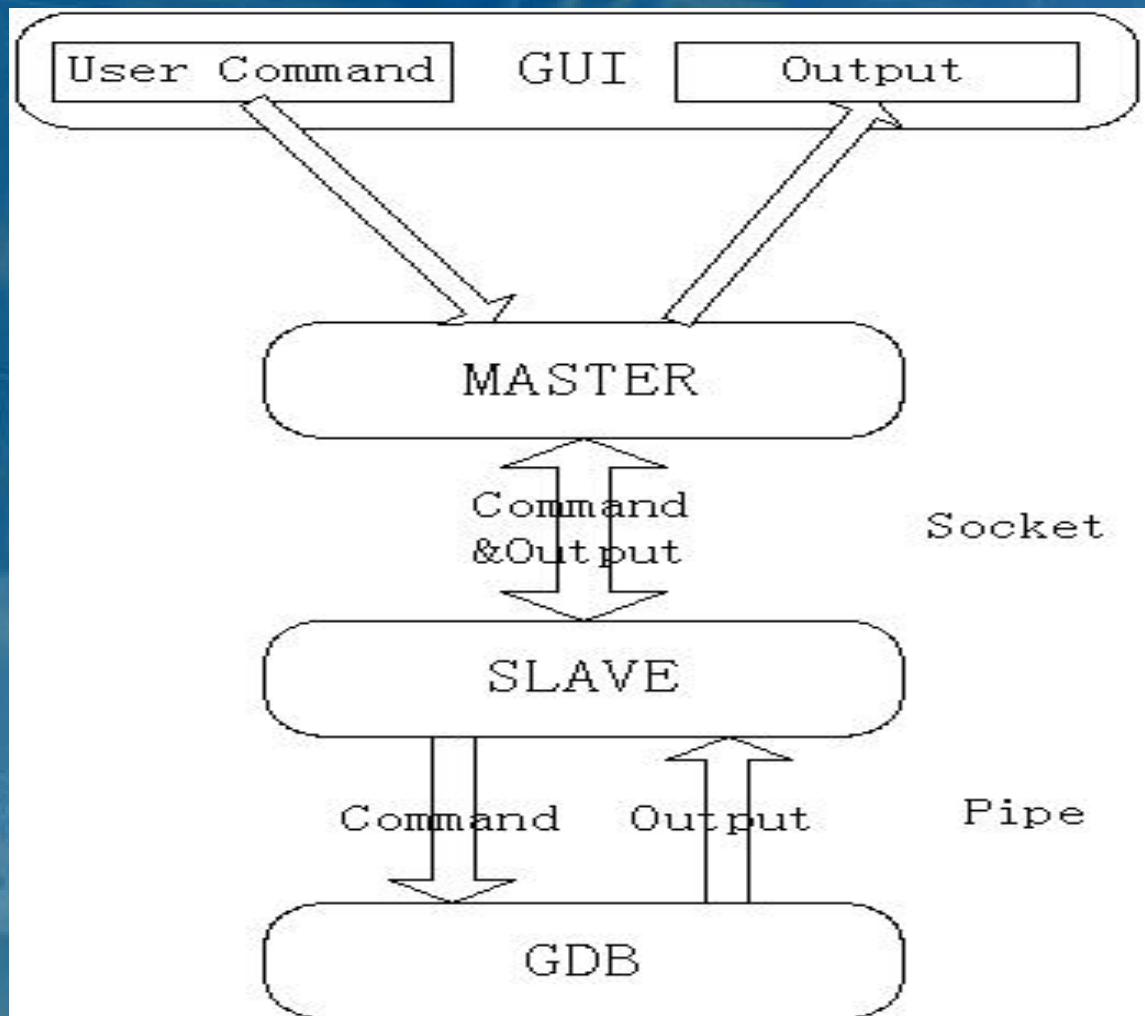 User Command GUI Output
MASTER
Command
&Output
Socket
SLAVE
Command Output Pipe
GDB